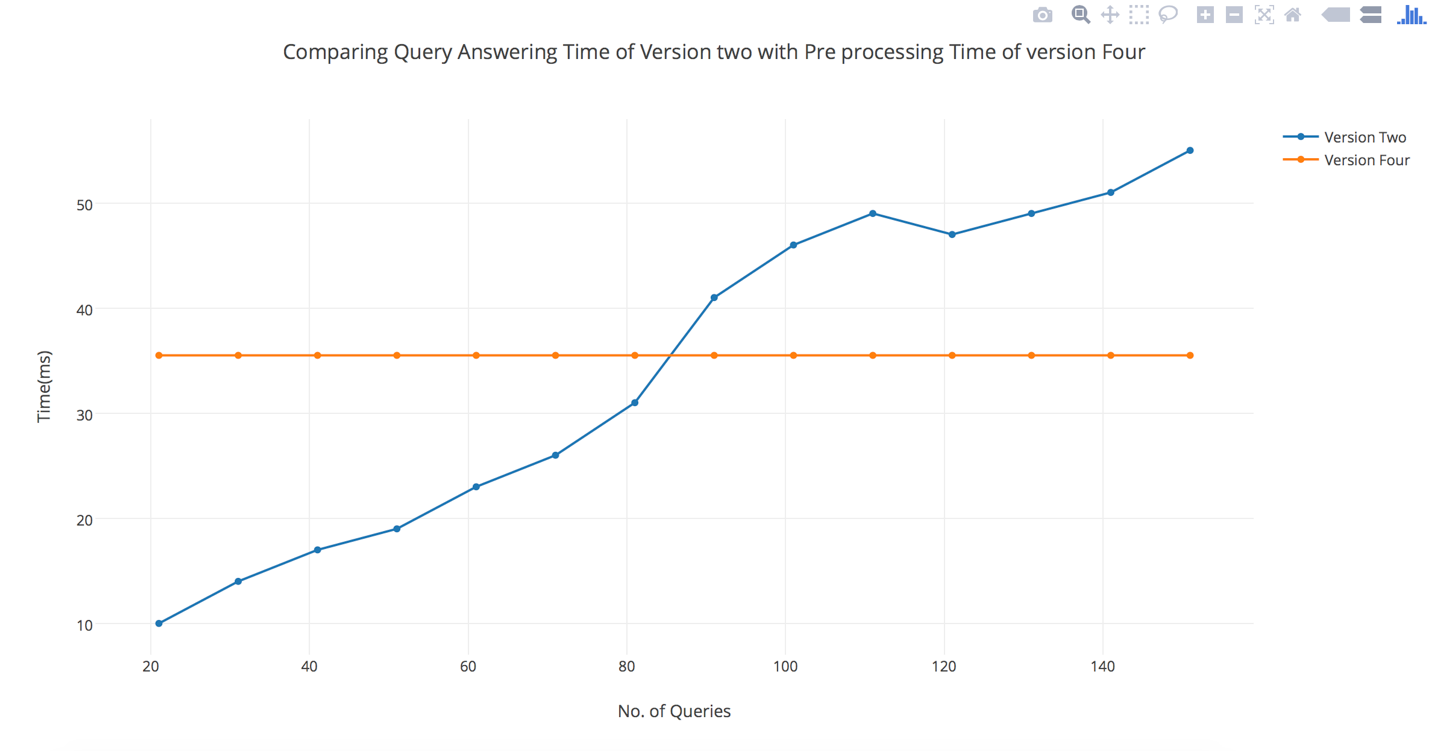 Comparing Query Answering Time of Version two with Pre processing Time of version Four
Version Two
Version Four
50
40
30
20
10
Time(ms)
20 40 60 80 100 120 140
No. of Queries